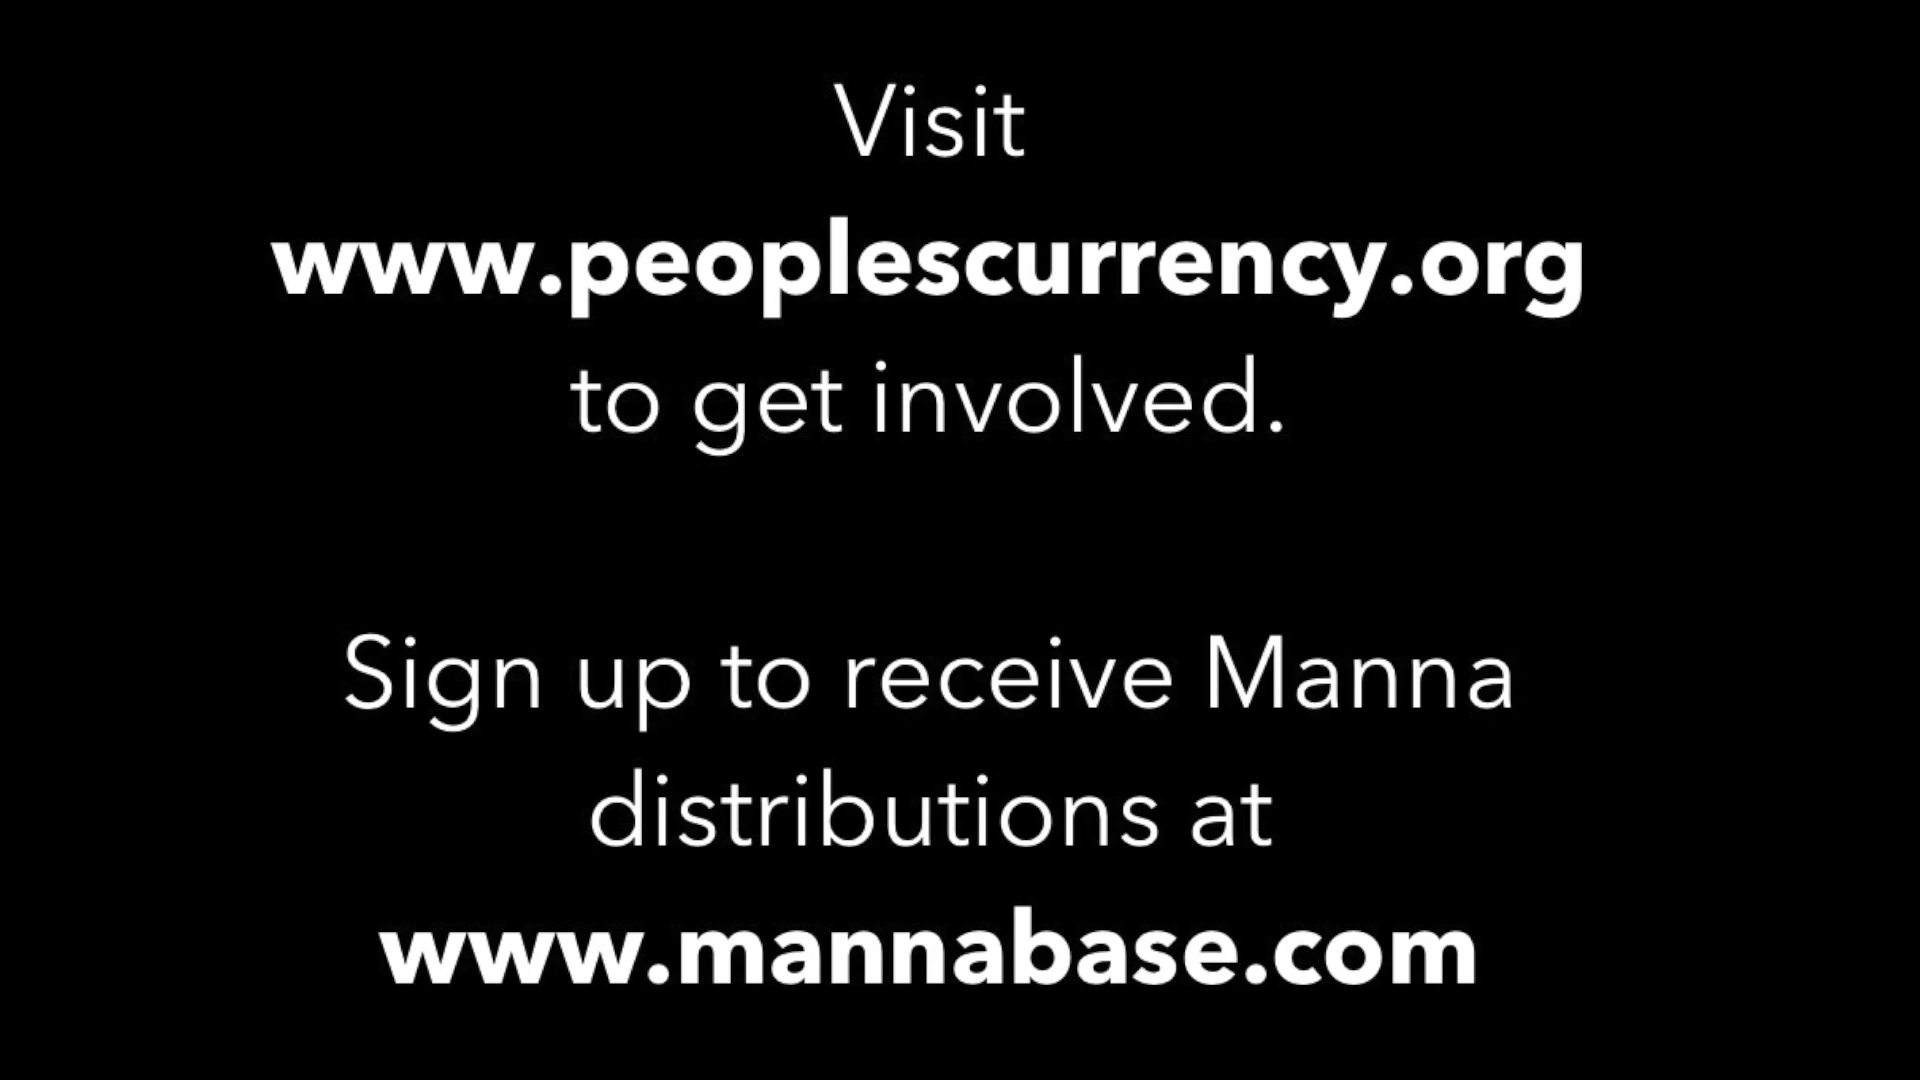 Visit
www.peoplescurrency.org
to get involved.
Sign up to receive Manna
distributions at
www.mannabase.com